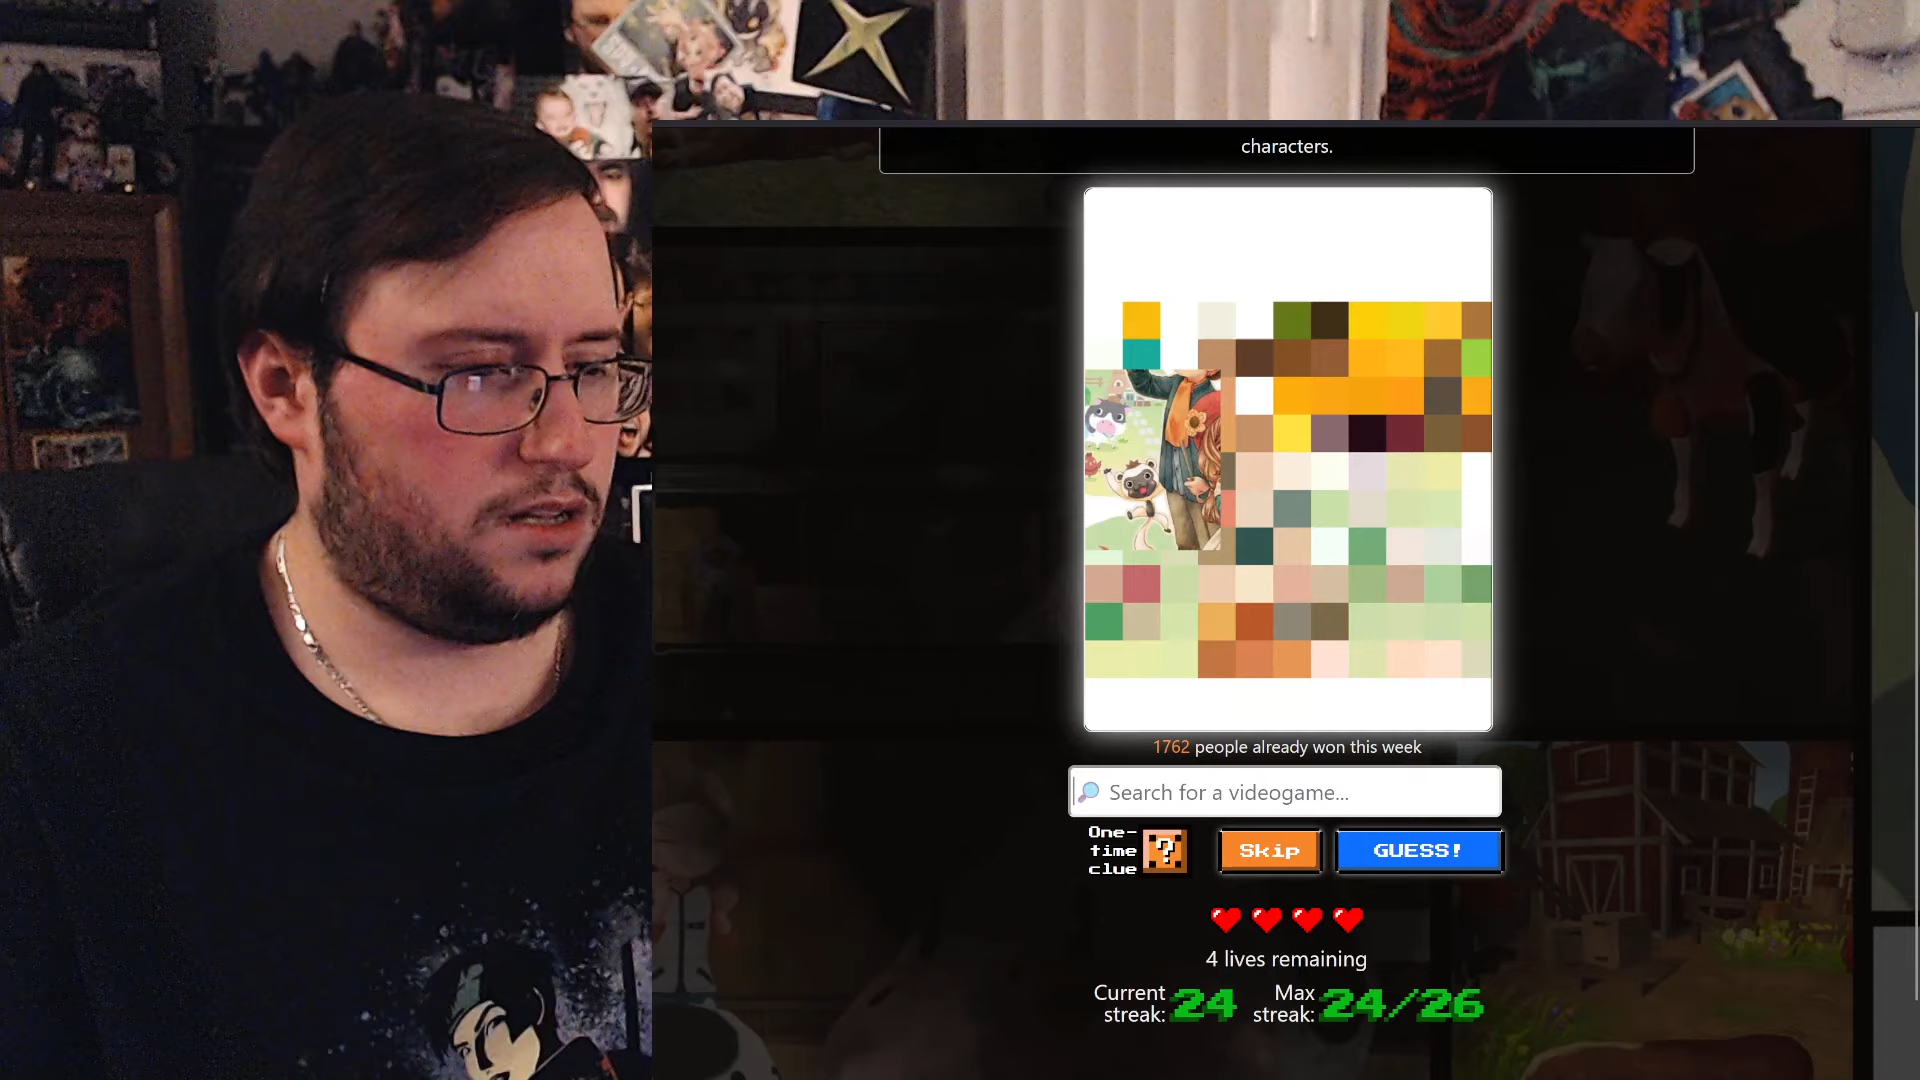 characters.
1762 people already won this week
Search for a videogame...
One-
time
clue
?
Skip
GUESS!
4 lives remaining
Current
streak: 24
Max
streak: 24/26